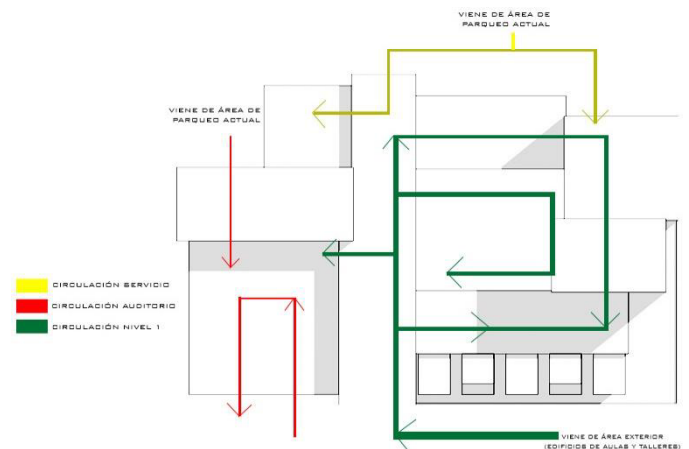 VIENE DE ÁREA DE
PARQUEO ACTUAL
VIENE DE ÁREA DE
PARQUEO ACTUAL
CIRCULACIÓN SERVICIO
CIRCULACIÓN AUDITORIO
CIRCULACIÓN NIVEL 1
VIENE DE ÁREA EXTERIOR
(EDIFICIOS DE AULAS Y TALLERES)